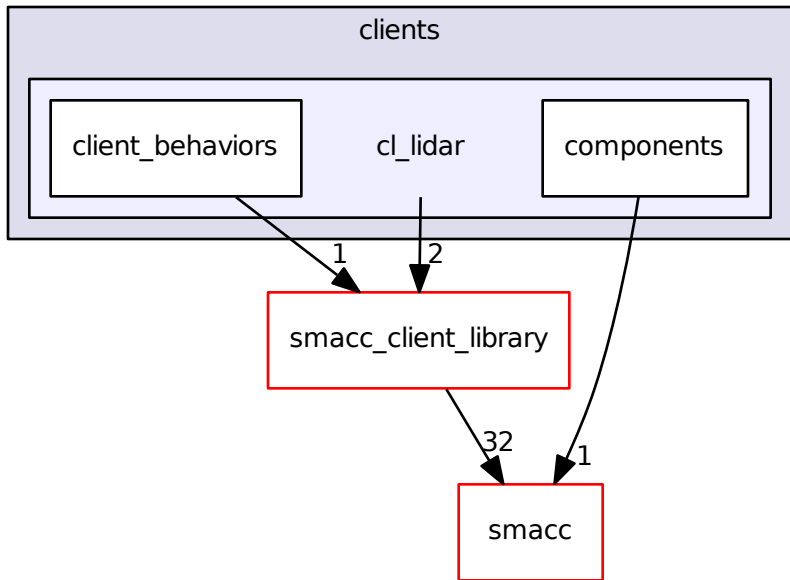 clients
client_behaviors
cl_lidar
components
1
2
smacc_client_library
32
1
smacc